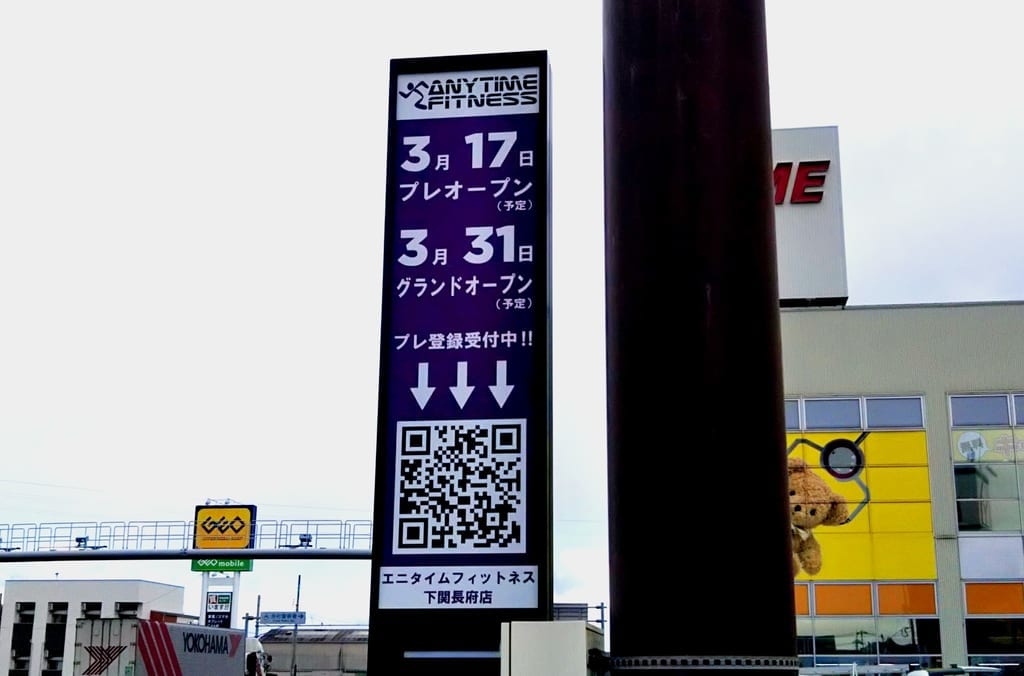 ANYTIME
FITNESS
3月 17日
プレオープン
(予定)
3月 31日
グランドオープン
(予定)
プレ登録受付中!!
エニタイムフィットネス
下関長府店
GEO
GEO mobile
YOKOHAMA
ME